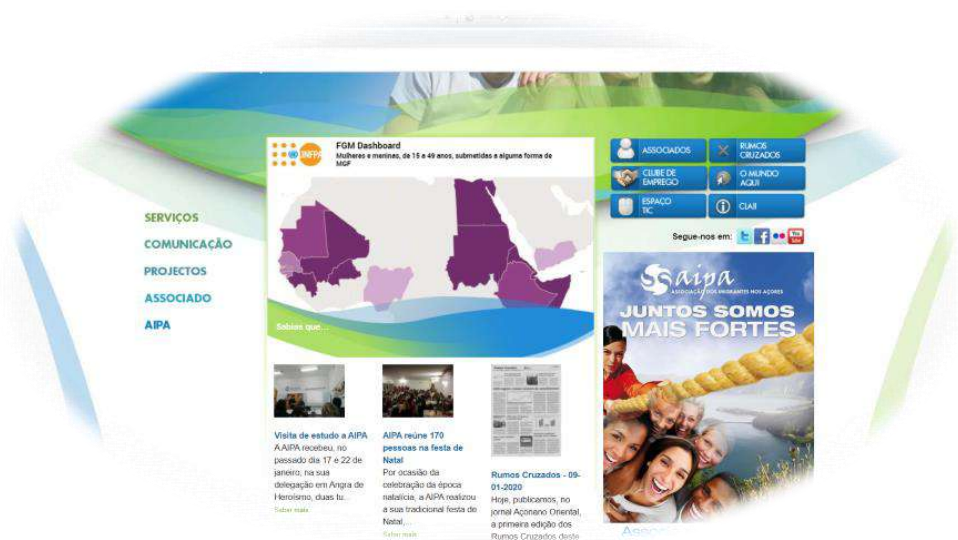 SERVIÇOS
COMUNICAÇÃO
PROJECTOS
ASSOCIADO
AIPA
UNFPA
FGM Dashboard
Mulheres e meninas, de 15 a 49 anos, submetidas a alguma forma de
MGF
Sabias que...
Visita de estudo a AIPA
A AIPA recebeu, no
passado dia 17 e 22 de
janeiro, na sua
delegação em Angra de
Heroísmo, duas tu...
Saber mais
AIPA reúne 170
pessoas na festa de
Natal
Por ocasião da
celebração da época
natalícia, a AIPA realizou
a sua tradicional festa de
Natal,...
Saber mais
Rumos Cruzados - 09-
01-2020
Hoje, publicamos, no
jornal Açoriano Oriental,
a primeira edição dos
Rumos Cruzados deste
ASSOCIADOS
RUMOS
CRUZADOS
CLUBE DE
EMPREGO
O MUNDO
AQUI
ESPAÇO
TIC
CLAII
Segue-nos em:
You
Tube
aipa
ASSOCIAÇÃO DOS IMIGRANTES NOS AÇORES
JUNTOS SOMOS
MAIS FORTES